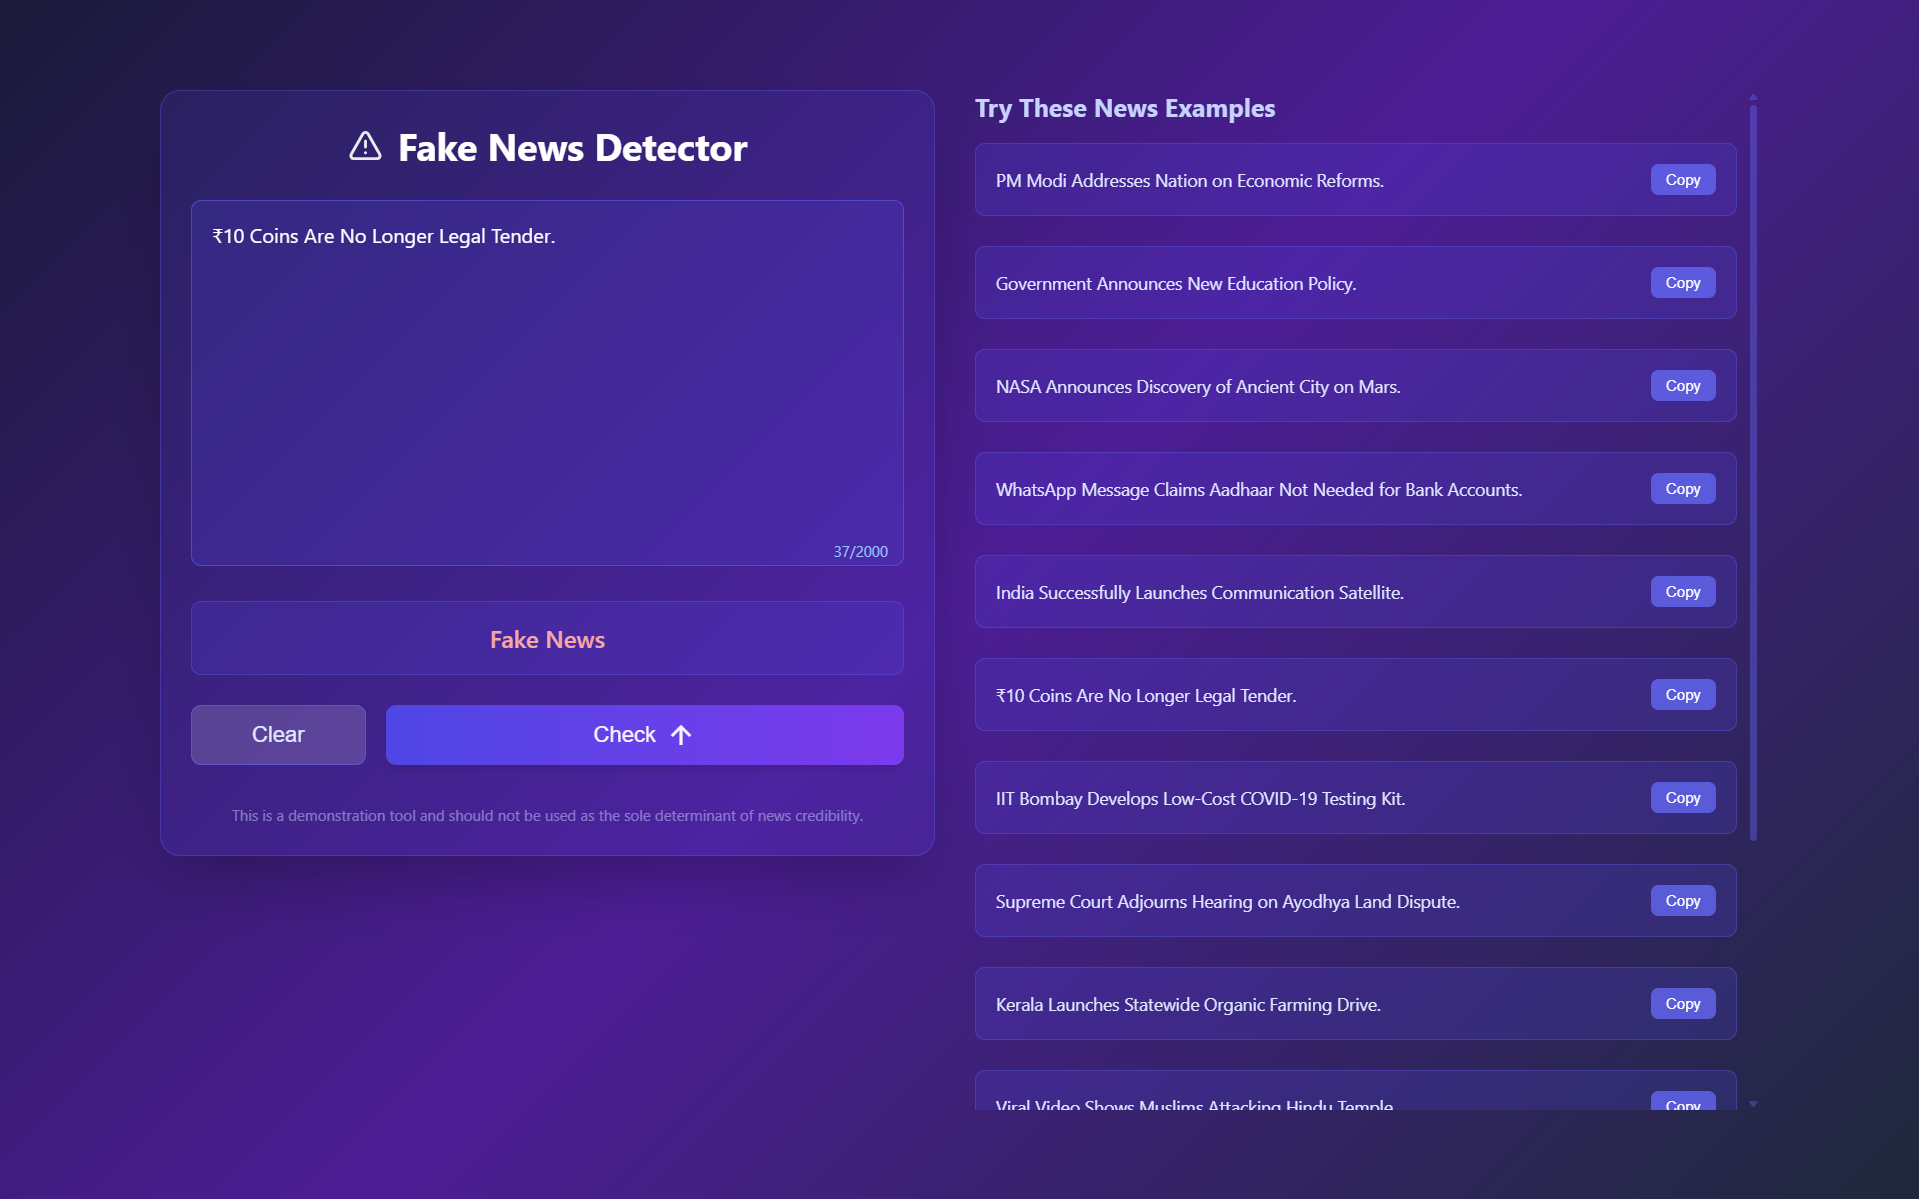 Fake News Detector
₹10 Coins Are No Longer Legal Tender.
37/2000
Fake News
Clear
Check
This is a demonstration tool and should not be used as the sole determinant of news credibility.
Try These News Examples
PM Modi Addresses Nation on Economic Reforms.
Copy
Government Announces New Education Policy.
Copy
NASA Announces Discovery of Ancient City on Mars.
Copy
WhatsApp Message Claims Aadhaar Not Needed for Bank Accounts.
Copy
India Successfully Launches Communication Satellite.
Copy
₹10 Coins Are No Longer Legal Tender.
Copy
IIT Bombay Develops Low-Cost COVID-19 Testing Kit.
Copy
Supreme Court Adjourns Hearing on Ayodhya Land Dispute.
Copy
Kerala Launches Statewide Organic Farming Drive.
Copy
Viral Video Shows Muslims Attacking Hindu Temple
Copy